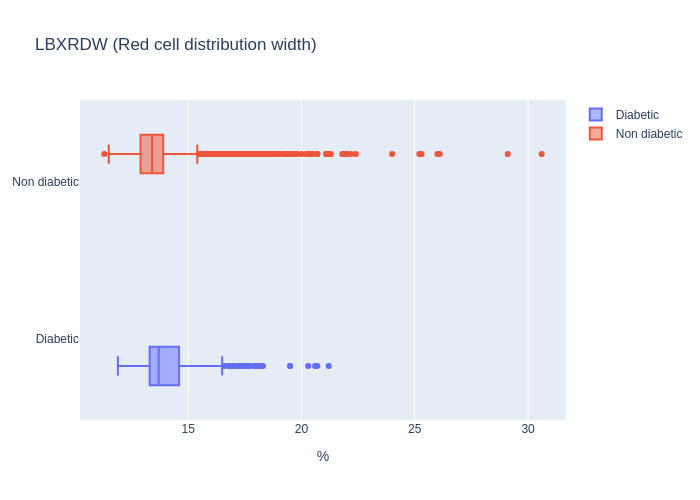 LBXRDW (Red cell distribution width)
Diabetic
Non diabetic
Non diabetic
Diabetic
15
20
25
30
%